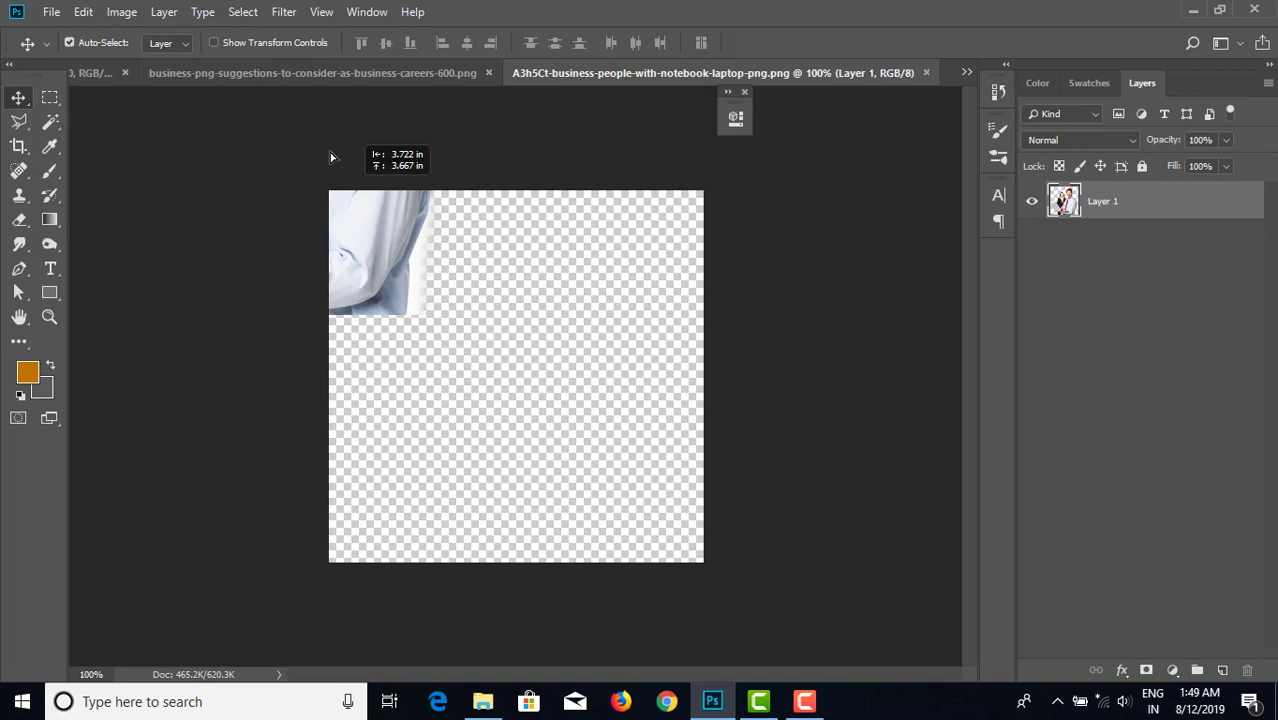 Ps File Edit Image Layer Type Select Filter View Window Help
Auto-Select: Layer Show Transform Controls
0, RGB/... × business-png-suggestions-to-consider-as-business-careers-600.png × A3h5Ct-business-people-with-notebook-laptop-png.png @ 100% (Layer 1, RGB/8) ×
Color Swatches Layers
Kind
Normal Opacity: 100%
Lock: Fill: 100%
Layer 1
3.722 in
3.667 in
100% Doc: 465.2K/620.3K
Type here to search
Ps
ENG
IN
1:49 AM
8/12/2019
1